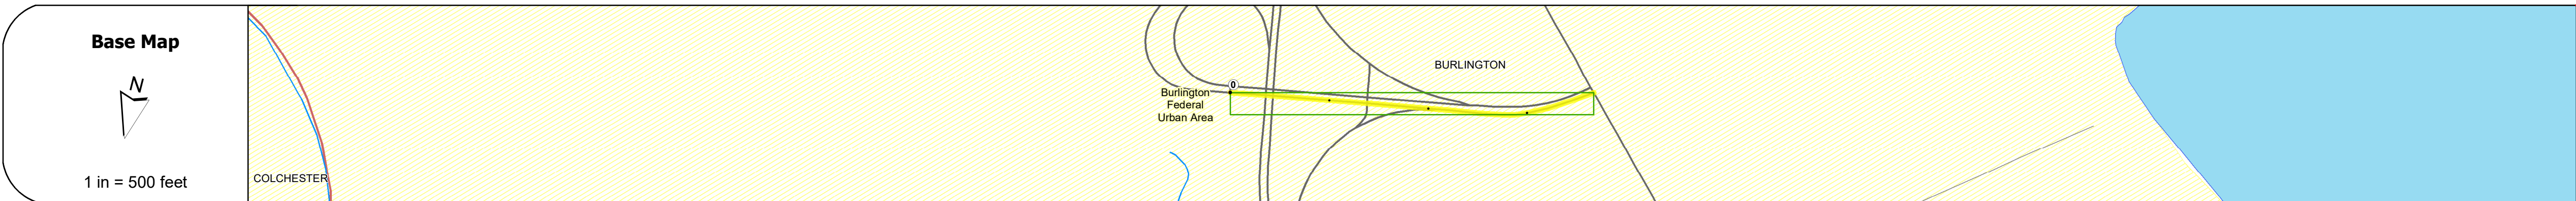 Base Map
N
1 in = 500 feet
COLCHESTER
0
Burlington
Federal
Urban Area
BURLINGTON